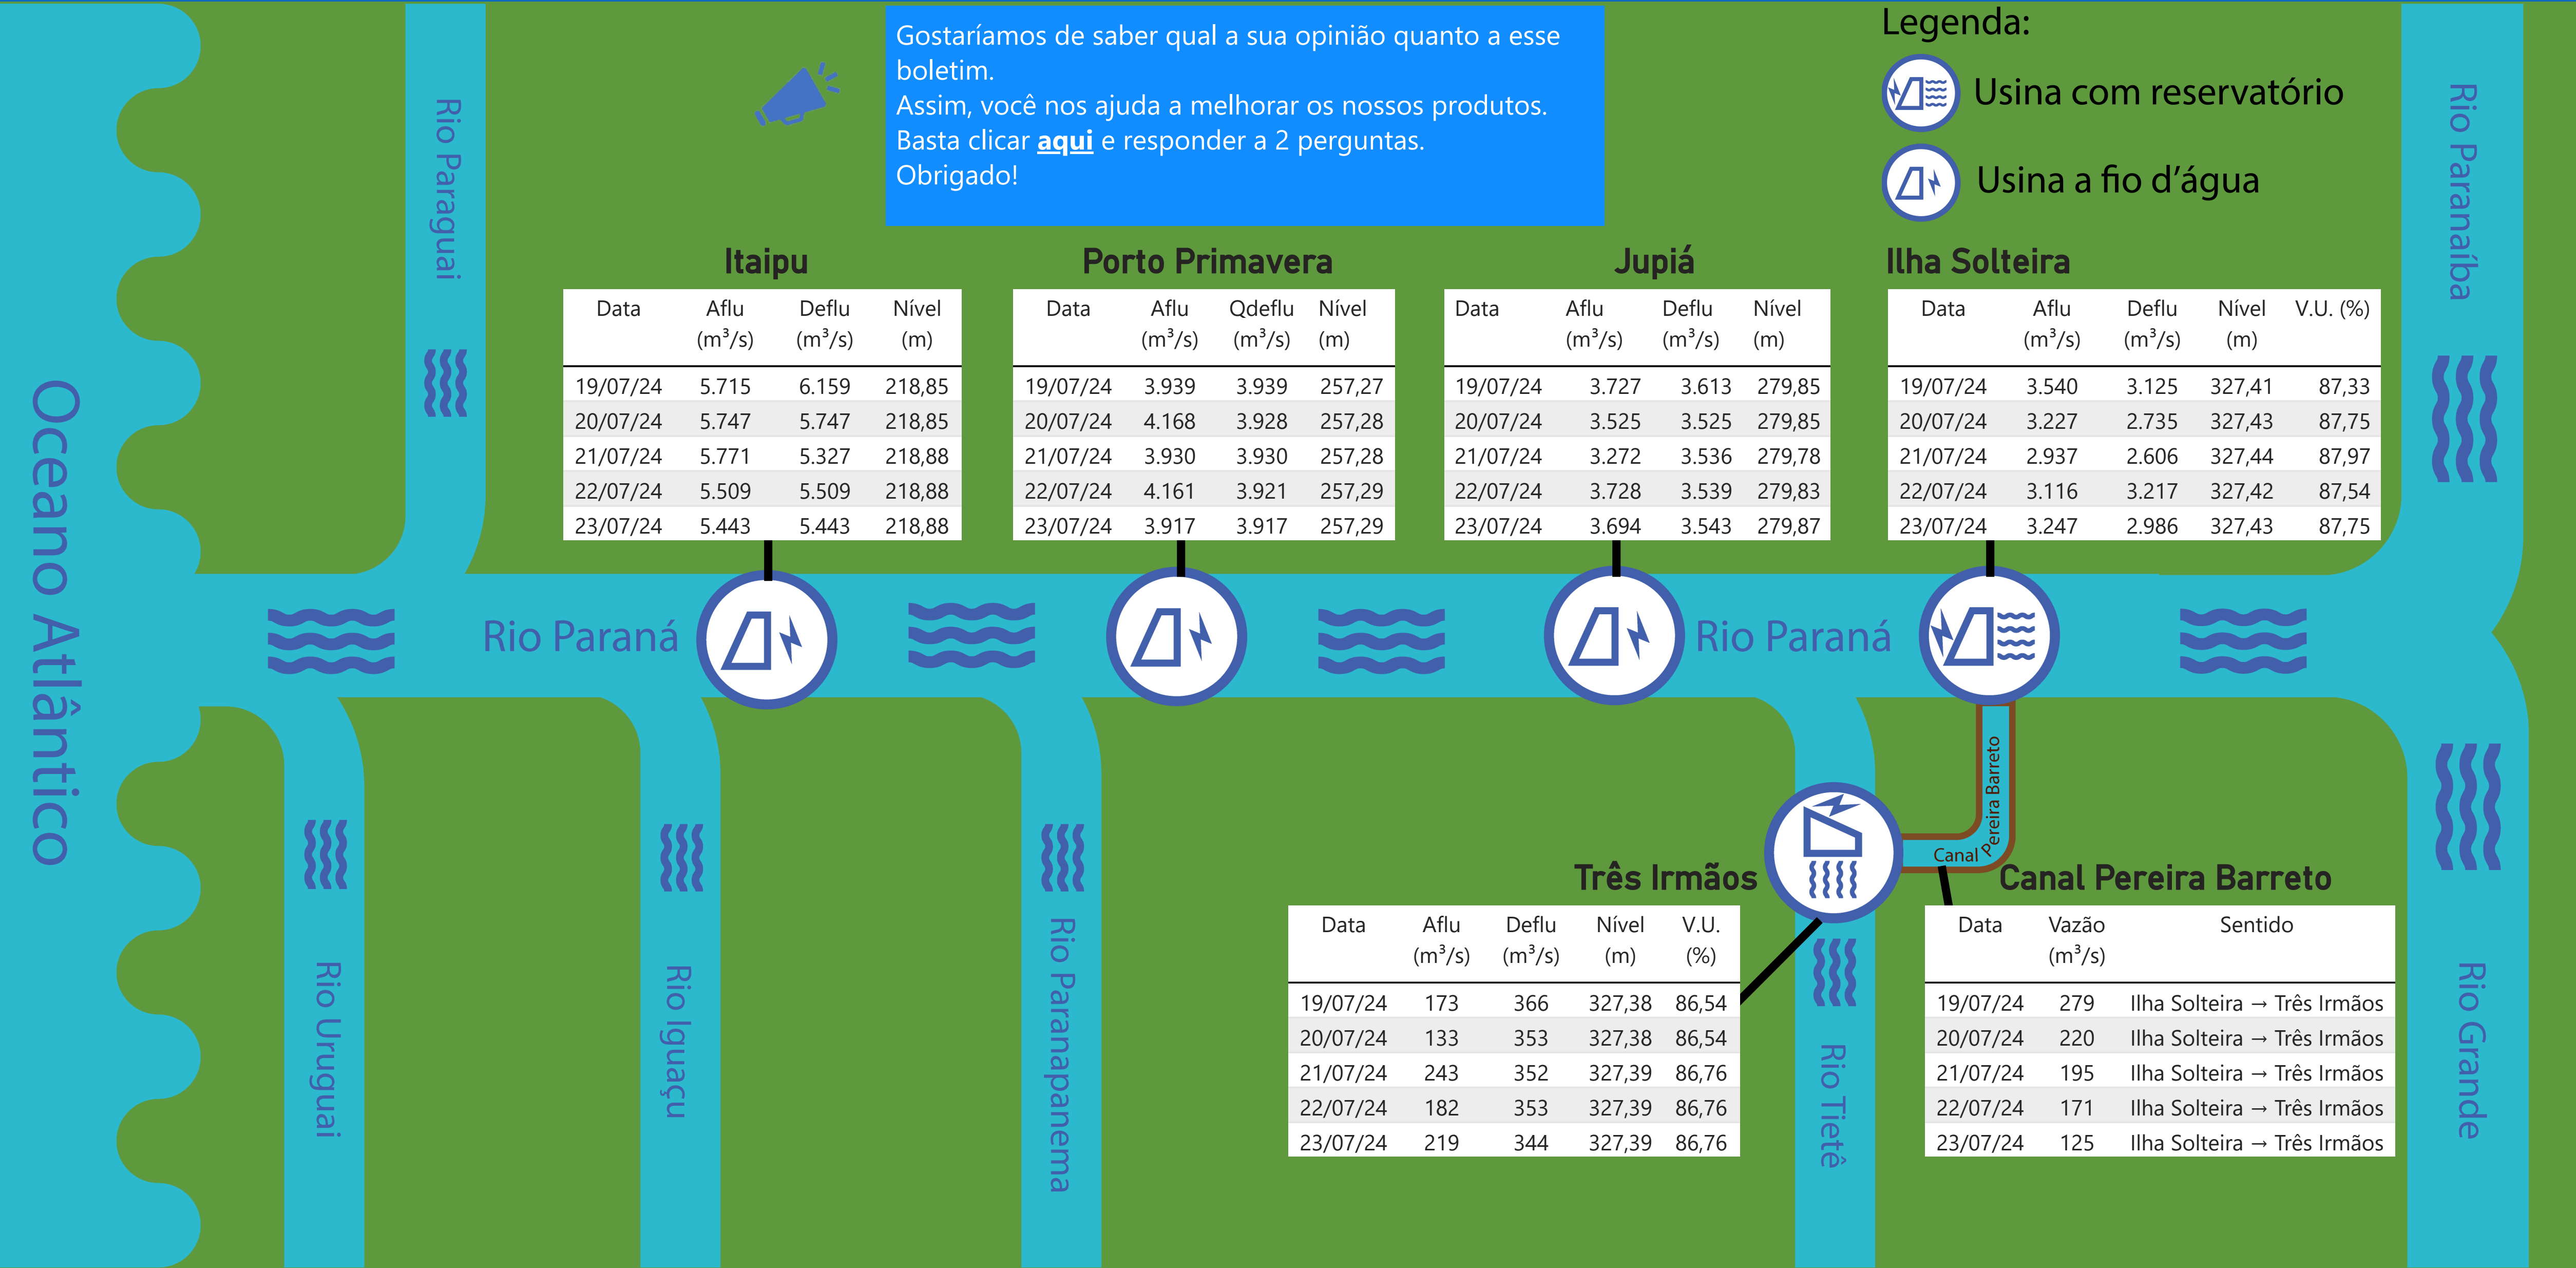 Gostaríamos de saber qual a sua opinião quanto a esse
boletim.
Assim, você nos ajuda a melhorar os nossos produtos.
Basta clicar aqui e responder a 2 perguntas.
Obrigado!
Legenda:
Usina com reservatório
Usina a fio d'água
Rio Paraguai
Rio Paranaíba
Oceano Atlântico
Itaipu
Data Aflu Deflu Nível
(m³/s) (m³/s) (m)
19/07/24 5.715 6.159 218,85
20/07/24 5.747 5.747 218,85
21/07/24 5.771 5.327 218,88
22/07/24 5.509 5.509 218,88
23/07/24 5.443 5.443 218,88
Porto Primavera
Data Aflu Qdeflu Nível
(m³/s) (m³/s) (m)
19/07/24 3.939 3.939 257,27
20/07/24 4.168 3.928 257,28
21/07/24 3.930 3.930 257,28
22/07/24 4.161 3.921 257,29
23/07/24 3.917 3.917 257,29
Jupiá
Data Aflu Deflu Nível
(m³/s) (m³/s) (m)
19/07/24 3.727 3.613 279,85
20/07/24 3.525 3.525 279,85
21/07/24 3.272 3.536 279,78
22/07/24 3.728 3.539 279,83
23/07/24 3.694 3.543 279,87
Ilha Solteira
Data Aflu Deflu Nível V.U. (%)
(m³/s) (m³/s) (m)
19/07/24 3.540 3.125 327,41 87,33
20/07/24 3.227 2.735 327,43 87,75
21/07/24 2.937 2.606 327,44 87,97
22/07/24 3.116 3.217 327,42 87,54
23/07/24 3.247 2.986 327,43 87,75
Rio Paraná
Rio Paraná
Canal Pereira Barreto
Três Irmãos
Data Aflu Deflu Nível V.U.
(m³/s) (m³/s) (m) (%)
19/07/24 173 366 327,38 86,54
20/07/24 133 353 327,38 86,54
21/07/24 243 352 327,39 86,76
22/07/24 182 353 327,39 86,76
23/07/24 219 344 327,39 86,76
Canal Pereira Barreto
Data Vazão Sentido
(m³/s)
19/07/24 279 Ilha Solteira → Três Irmãos
20/07/24 220 Ilha Solteira → Três Irmãos
21/07/24 195 Ilha Solteira → Três Irmãos
22/07/24 171 Ilha Solteira → Três Irmãos
23/07/24 125 Ilha Solteira → Três Irmãos
Rio Uruguai
Rio Iguaçu
Rio Paranapanema
Rio Tietê
Rio Grande